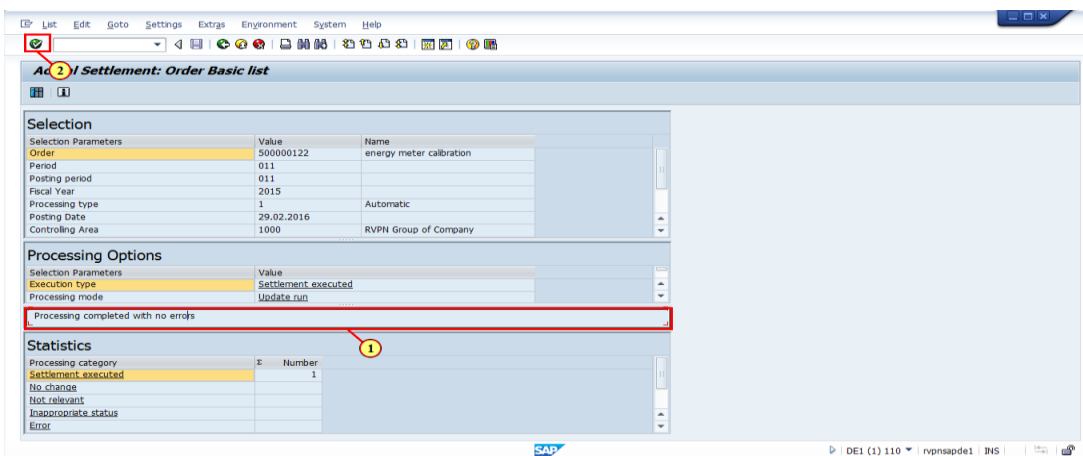 List Edit Goto Settings Extras Environment System Help
2
Actual Settlement: Order Basic list
Selection
Selection Parameters Value Name
Order 500000122 energy meter calibration
Period 011
Posting period 011
Fiscal Year 2015
Processing type 1 Automatic
Posting Date 29.02.2016
Controlling Area 1000 RVPN Group of Company
Processing Options
Selection Parameters Value
Execution type Settlement executed
Processing mode Update run
Processing completed with no errors
1
Statistics
Processing category Σ Number
Settlement executed 1
No change
Not relevant
Inappropriate status
Error
SAP DE1 (1) 110 rvpnsapde1 INS